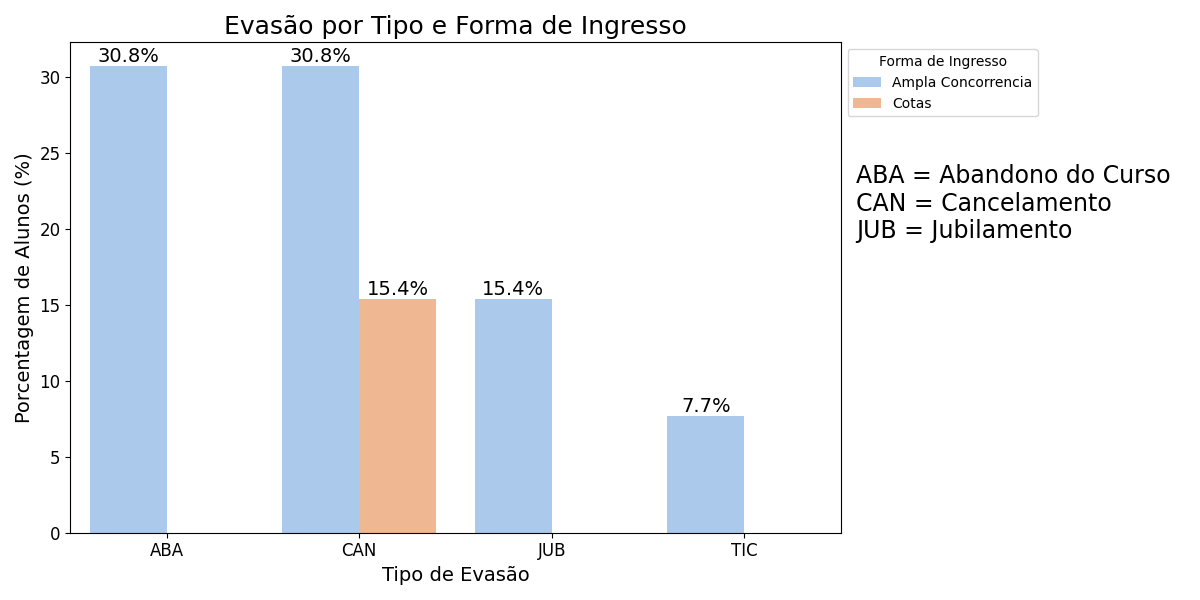 Evasão por Tipo e Forma de Ingresso
30.8%
30.8%
15.4%
15.4%
7.7%
30
25
20
15
10
5
0
Porcentagem de Alunos (%)
ABA
CAN
JUB
TIC
Tipo de Evasão
Forma de Ingresso
Ampla Concorrencia
Cotas
ABA = Abandono do Curso
CAN = Cancelamento
JUB = Jubilamento